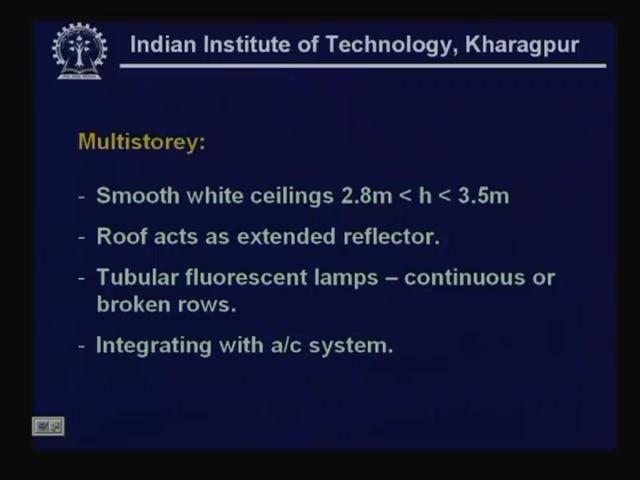 Indian Institute of Technology, Kharagpur
Multistorey:
- Smooth white ceilings 2.8m < h < 3.5m
- Roof acts as extended reflector.
- Tubular fluorescent lamps – continuous or
broken rows.
- Integrating with a/c system.